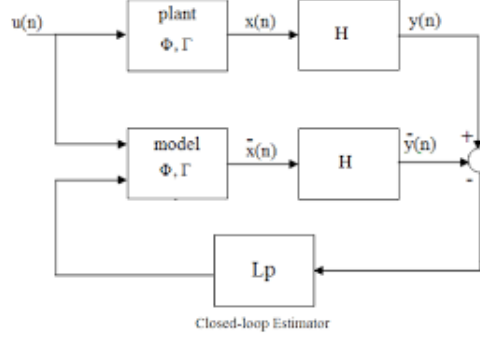 u(n)
plant
Φ, Γ
x(n)
H
y(n)
model
Φ, Γ
x̄(n)
H
ȳ(n)
+
-
Lp
Closed-loop Estimator